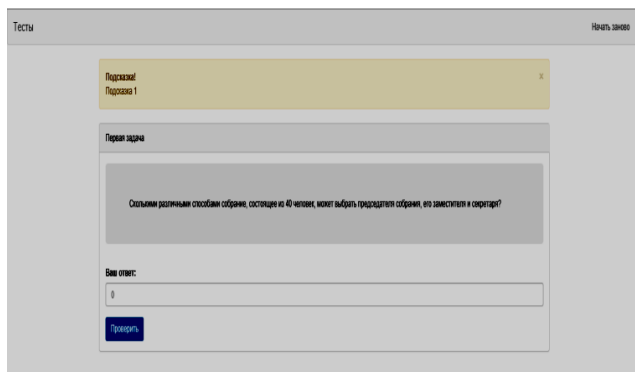 Тесты
Начать заново
Подсказка!
×
Подсказка 1
Первая задача
Сколькими различными способами собрание, состоящее из 40 человек, может выбрать председателя собрания, его заместителя и секретаря?
Ваш ответ:
0
Проверить